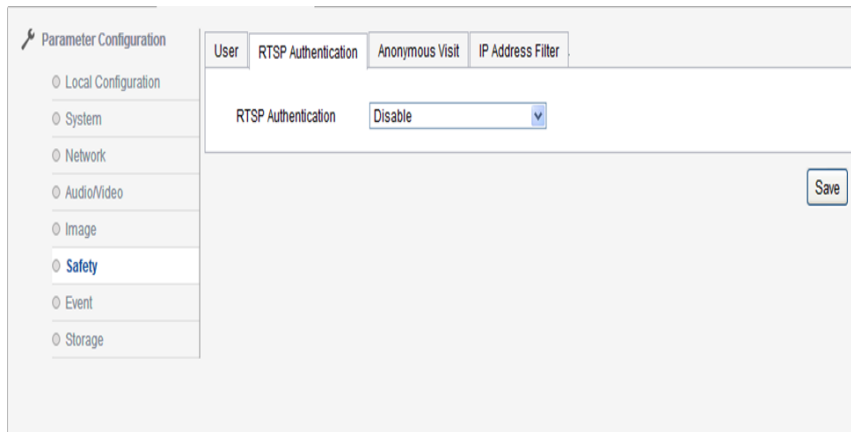 Parameter Configuration
Local Configuration
System
Network
Audio/Video
Image
Safety
Event
Storage
User RTSP Authentication Anonymous Visit IP Address Filter
RTSP Authentication Disable
Save